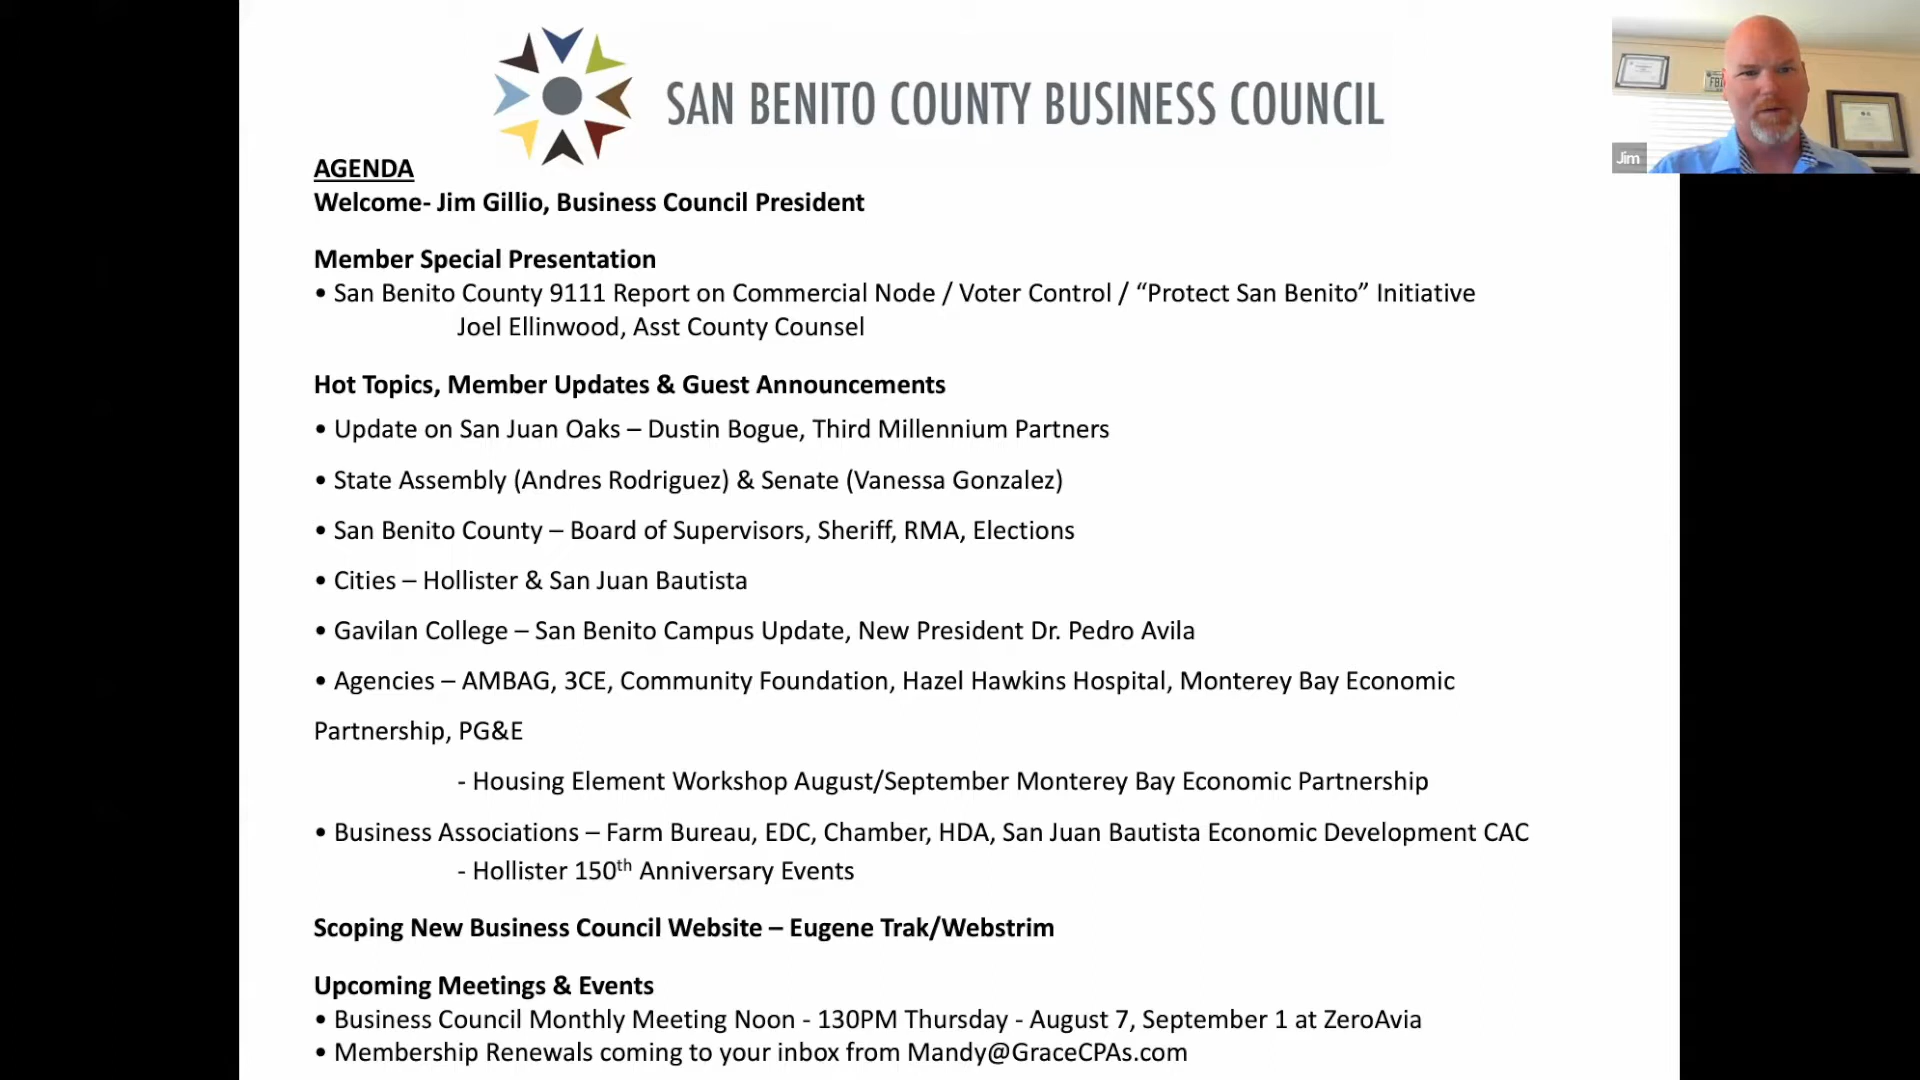 SAN BENITO COUNTY BUSINESS COUNCIL
AGENDA
Welcome- Jim Gillio, Business Council President
Member Special Presentation
• San Benito County 9111 Report on Commercial Node / Voter Control / “Protect San Benito” Initiative
Joel Ellinwood, Asst County Counsel
Hot Topics, Member Updates & Guest Announcements
• Update on San Juan Oaks – Dustin Bogue, Third Millennium Partners
• State Assembly (Andres Rodriguez) & Senate (Vanessa Gonzalez)
• San Benito County – Board of Supervisors, Sheriff, RMA, Elections
• Cities – Hollister & San Juan Bautista
• Gavilan College – San Benito Campus Update, New President Dr. Pedro Avila
• Agencies – AMBAG, 3CE, Community Foundation, Hazel Hawkins Hospital, Monterey Bay Economic
Partnership, PG&E
- Housing Element Workshop August/September Monterey Bay Economic Partnership
• Business Associations – Farm Bureau, EDC, Chamber, HDA, San Juan Bautista Economic Development CAC
- Hollister 150th Anniversary Events
Scoping New Business Council Website – Eugene Trak/Webstrim
Upcoming Meetings & Events
• Business Council Monthly Meeting Noon - 130PM Thursday - August 7, September 1 at ZeroAvia
• Membership Renewals coming to your inbox from Mandy@GraceCPAs.com
Jim